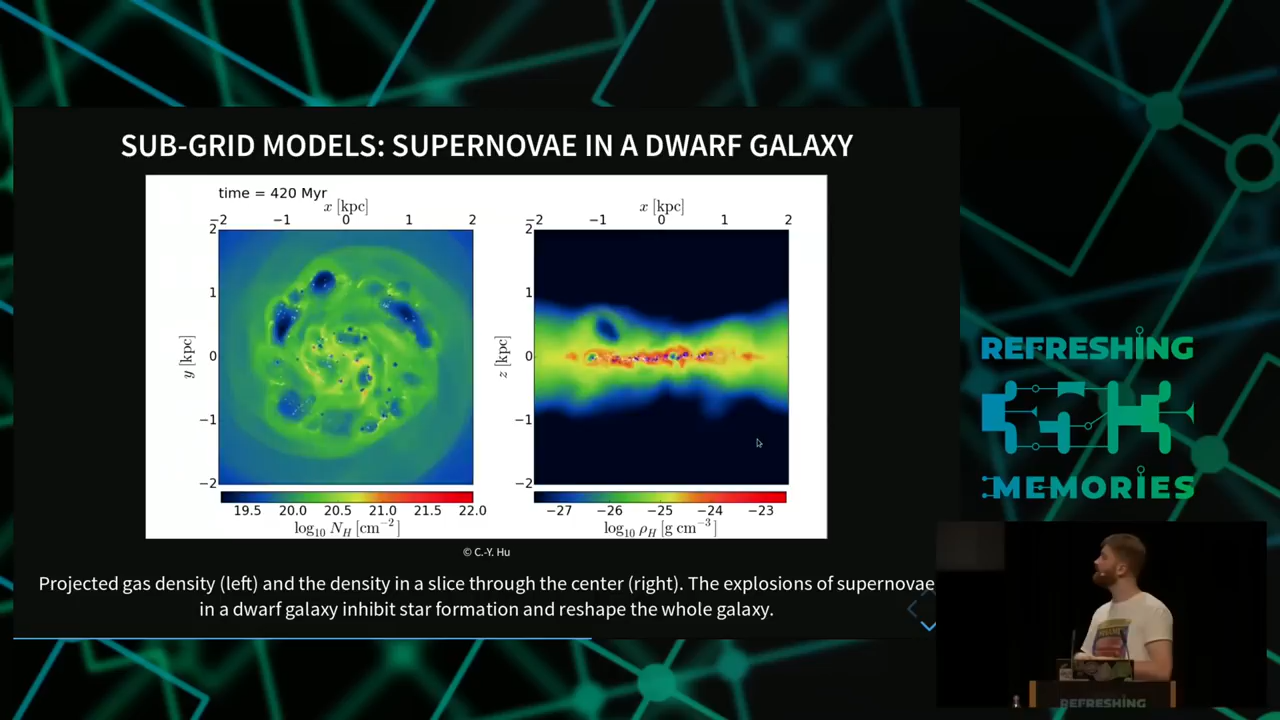 SUB-GRID MODELS: SUPERNOVAE IN A DWARF GALAXY
time = 420 Myr
x [kpc]
−2 −1 0 1 2
2
1
0
−1
−2
y [kpc]
19.5 20.0 20.5 21.0 21.5 22.0
log₁₀ N_H [cm⁻²]
x [kpc]
−2 −1 0 1 2
2
1
0
−1
−2
z [kpc]
−27 −26 −25 −24 −23
log₁₀ ρ_H [g cm⁻³]
© C.-Y. Hu
Projected gas density (left) and the density in a slice through the center (right). The explosions of supernovae
in a dwarf galaxy inhibit star formation and reshape the whole galaxy.
REFRESHING
MEMORIES
REFRESHING